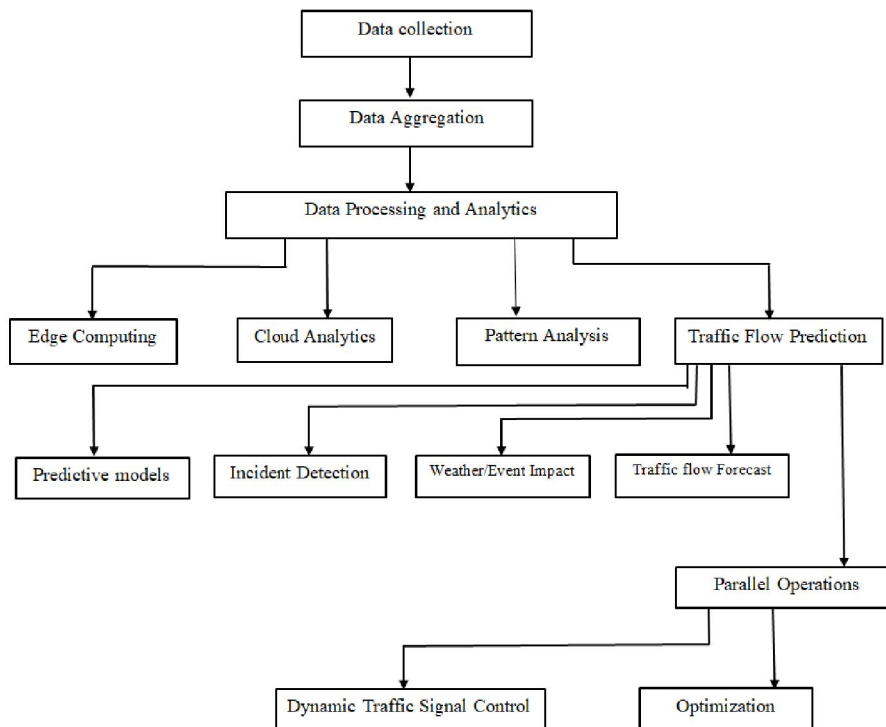 Data collection
Data Aggregation
Data Processing and Analytics
Edge Computing
Cloud Analytics
Pattern Analysis
Traffic Flow Prediction
Predictive models
Incident Detection
Weather/Event Impact
Traffic flow Forecast
Parallel Operations
Dynamic Traffic Signal Control
Optimization